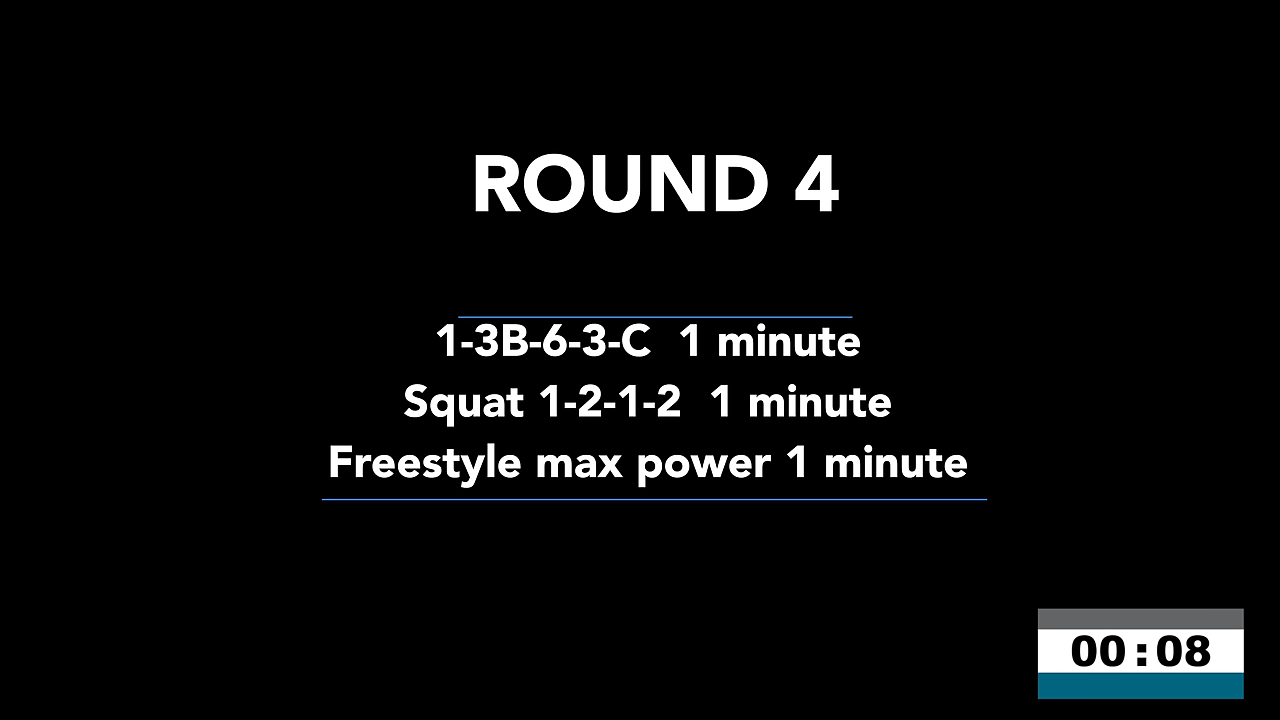 ROUND 4
1-3B-6-3-C 1 minute
Squat 1-2-1-2 1 minute
Freestyle max power 1 minute
00:08